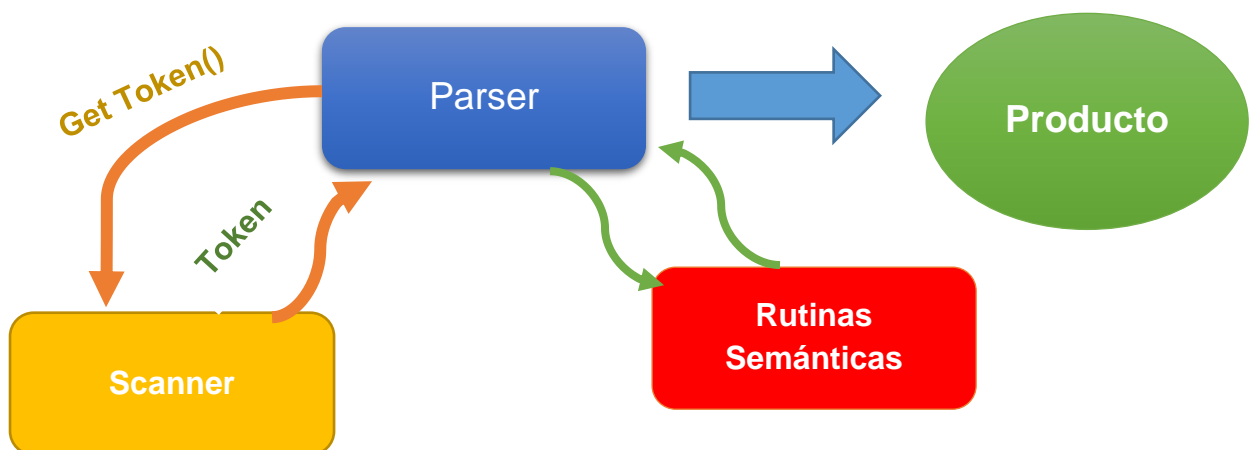 Get Token()
Parser
Producto
Token
Scanner
Rutinas
Semánticas